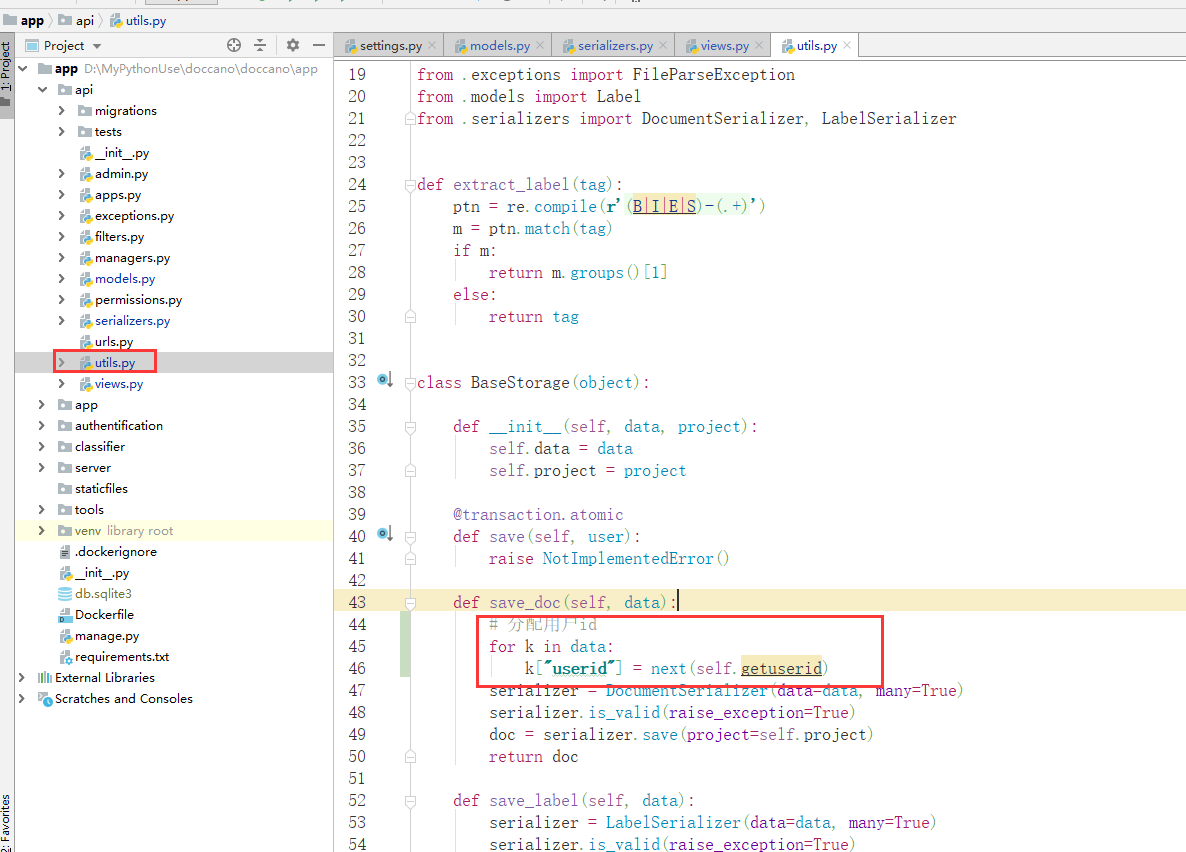 app api utils.py
Project
settings.py models.py serializers.py views.py utils.py
1: Project
2: Favorites
app D:\MyPythonUse\doccano\doccano\app
api
migrations
tests
__init__.py
admin.py
apps.py
exceptions.py
filters.py
managers.py
models.py
permissions.py
serializers.py
urls.py
utils.py
views.py
app
authentification
classifier
server
staticfiles
tools
venv library root
.dockerignore
__init__.py
db.sqlite3
Dockerfile
manage.py
requirements.txt
External Libraries
Scratches and Consoles
19 from .exceptions import FileParseException
20 from .models import Label
21 from .serializers import DocumentSerializer, LabelSerializer
22
23
24 def extract_label(tag):
25 ptn = re.compile(r'(B|I|E|S)-(.+)')
26 m = ptn.match(tag)
27 if m:
28 return m.groups()[1]
29 else:
30 return tag
31
32
33 class BaseStorage(object):
34
35 def __init__(self, data, project):
36 self.data = data
37 self.project = project
38
39 @transaction.atomic
40 def save(self, user):
41 raise NotImplementedError()
42
43 def save_doc(self, data):
44 # 分配用户id
45 for k in data:
46 k["userid"] = next(self.getuserid)
47 serializer = DocumentSerializer(data=data, many=True)
48 serializer.is_valid(raise_exception=True)
49 doc = serializer.save(project=self.project)
50 return doc
51
52 def save_label(self, data):
53 serializer = LabelSerializer(data=data, many=True)
54 serializer.is_valid(raise_exception=True)